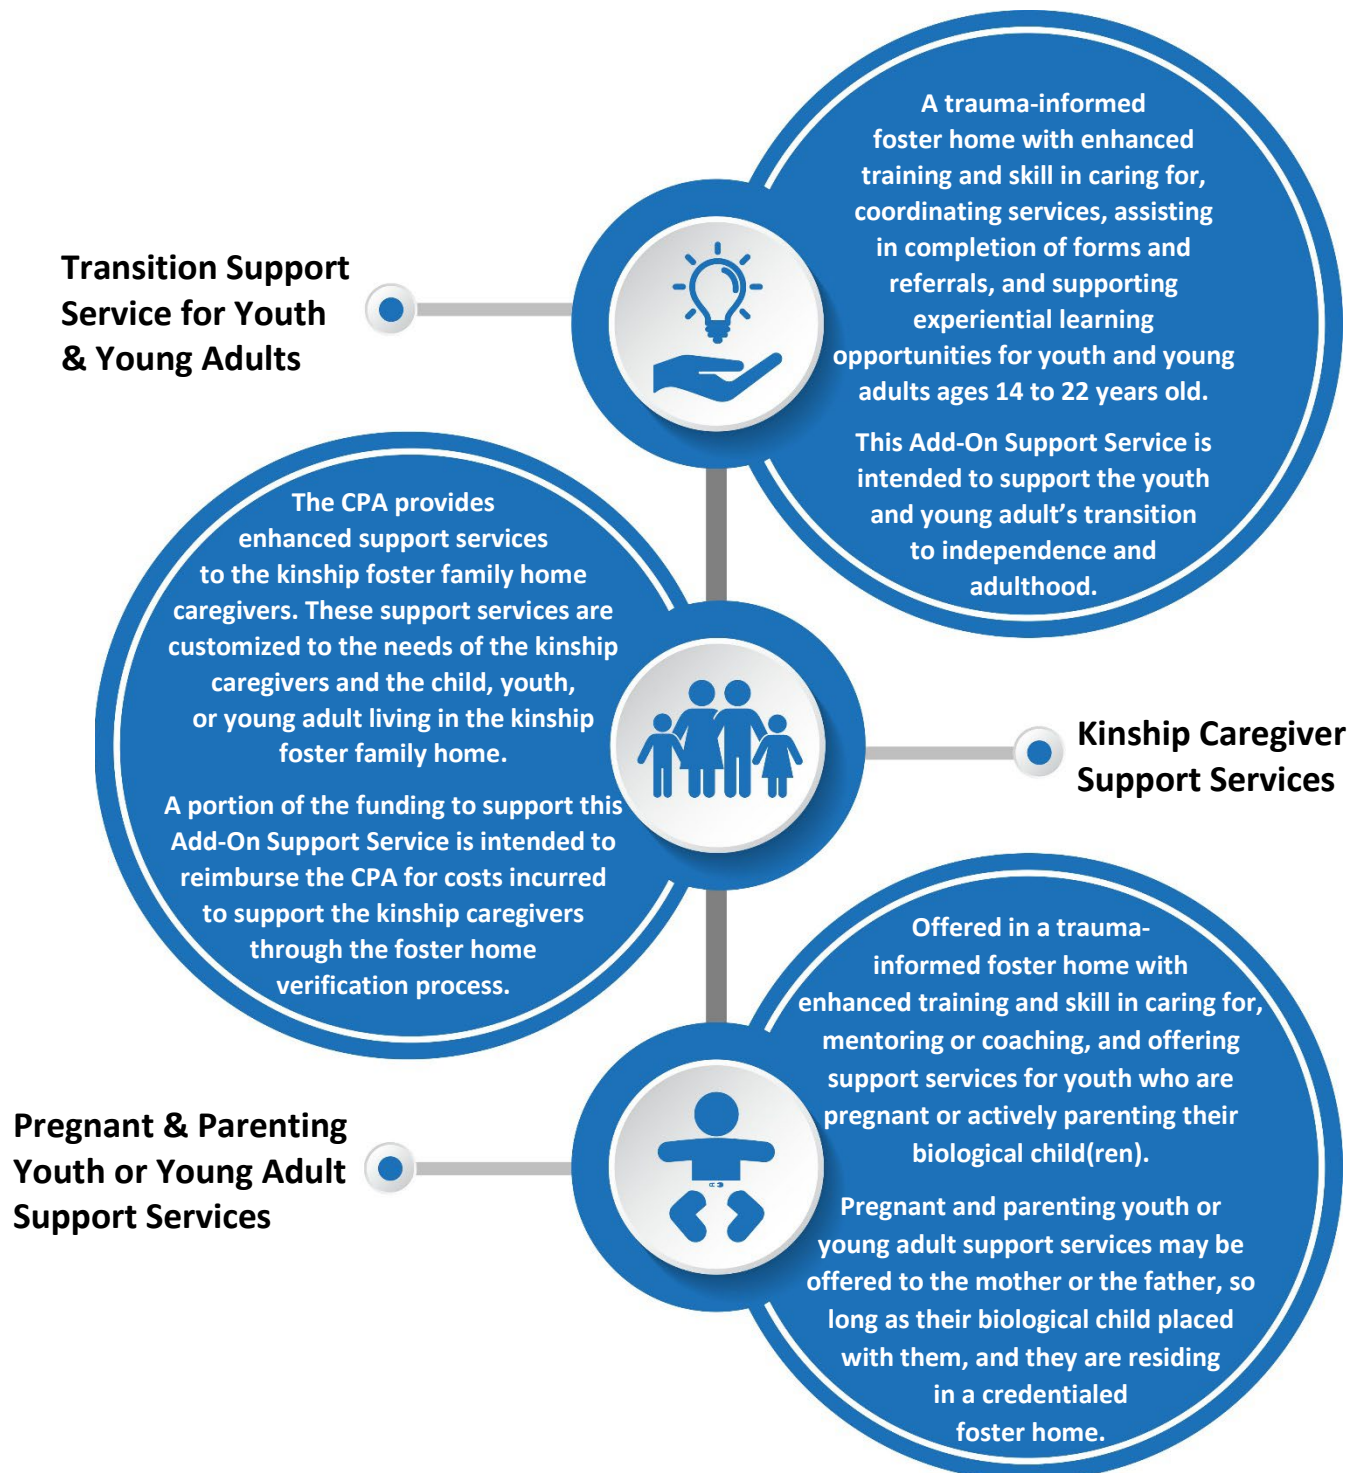 Transition Support
Service for Youth
& Young Adults
A trauma-informed
foster home with enhanced
training and skill in caring for,
coordinating services, assisting
in completion of forms and
referrals, and supporting
experiential learning
opportunities for youth and young
adults ages 14 to 22 years old.
This Add-On Support Service is
intended to support the youth
and young adult’s transition
to independence and
adulthood.
The CPA provides
enhanced support services
to the kinship foster family home
caregivers. These support services are
customized to the needs of the kinship
caregivers and the child, youth,
or young adult living in the kinship
foster family home.
A portion of the funding to support this
Add-On Support Service is intended to
reimburse the CPA for costs incurred
to support the kinship caregivers
through the foster home
verification process.
Kinship Caregiver
Support Services
Pregnant & Parenting
Youth or Young Adult
Support Services
Offered in a trauma-
informed foster home with
enhanced training and skill in caring for,
mentoring or coaching, and offering
support services for youth who are
pregnant or actively parenting their
biological child(ren).
Pregnant and parenting youth or
young adult support services may be
offered to the mother or the father, so
long as their biological child placed
with them, and they are residing
in a credentialed
foster home.